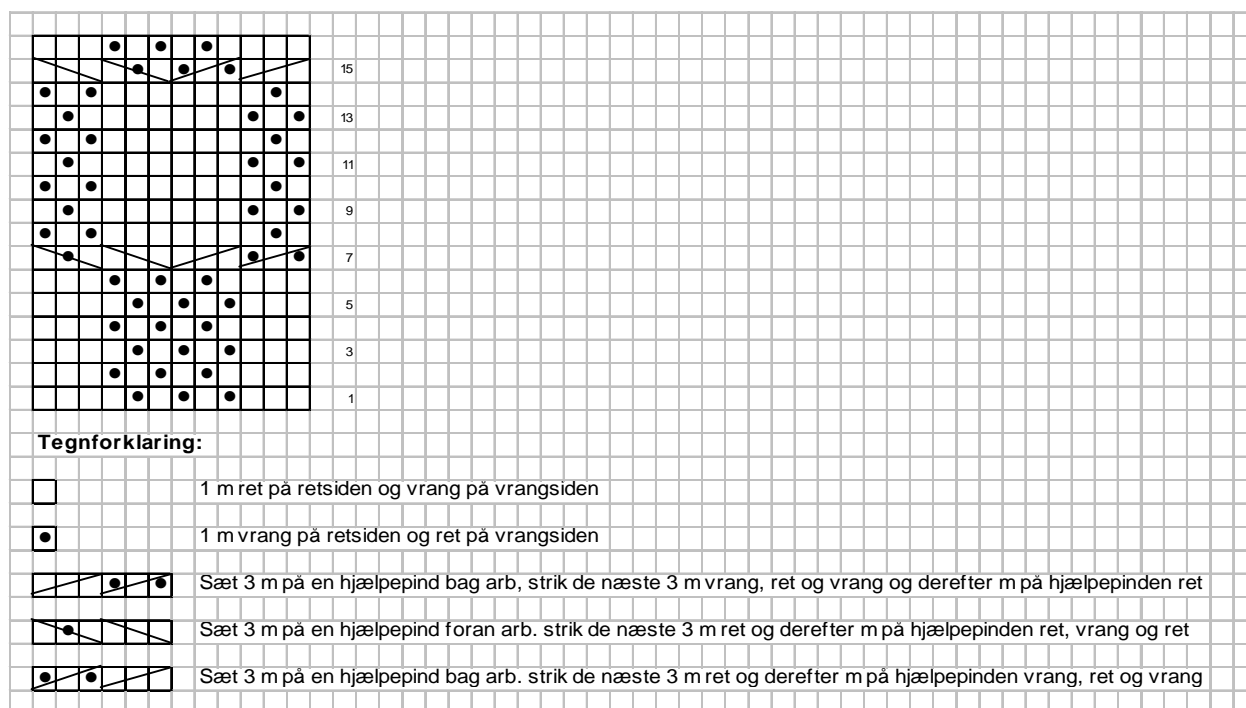 15
13
11
9
7
5
3
1
Tegnforklaring:
1 m ret på retsiden og vrang på vrangsiden
1 m vrang på retsiden og ret på vrangsiden
Sæt 3 m på en hjælpepind bag arb, strik de næste 3 m vrang, ret og vrang og derefter m på hjælpepinden ret
Sæt 3 m på en hjælpepind foran arb. strik de næste 3 m ret og derefter m på hjælpepinden ret, vrang og ret
Sæt 3 m på en hjælpepind bag arb. strik de næste 3 m ret og derefter m på hjælpepinden vrang, ret og vrang